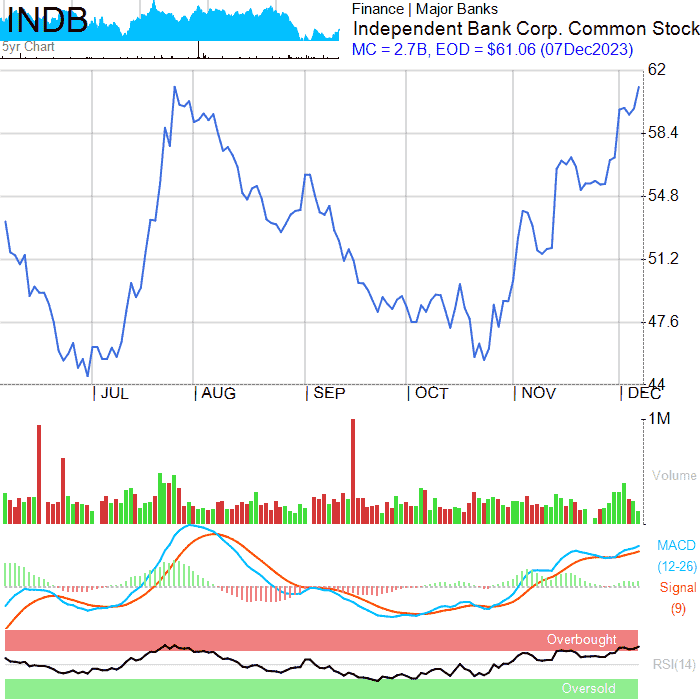 INDB
5yr Chart
Finance | Major Banks
Independent Bank Corp. Common Stock
MC = 2.7B, EOD = $61.06 (07Dec2023)
62
58.4
54.8
51.2
47.6
44
JUL
AUG
SEP
OCT
NOV
DEC
1M
Volume
MACD
(12-26)
Signal
(9)
Overbought
RSI(14)
Oversold